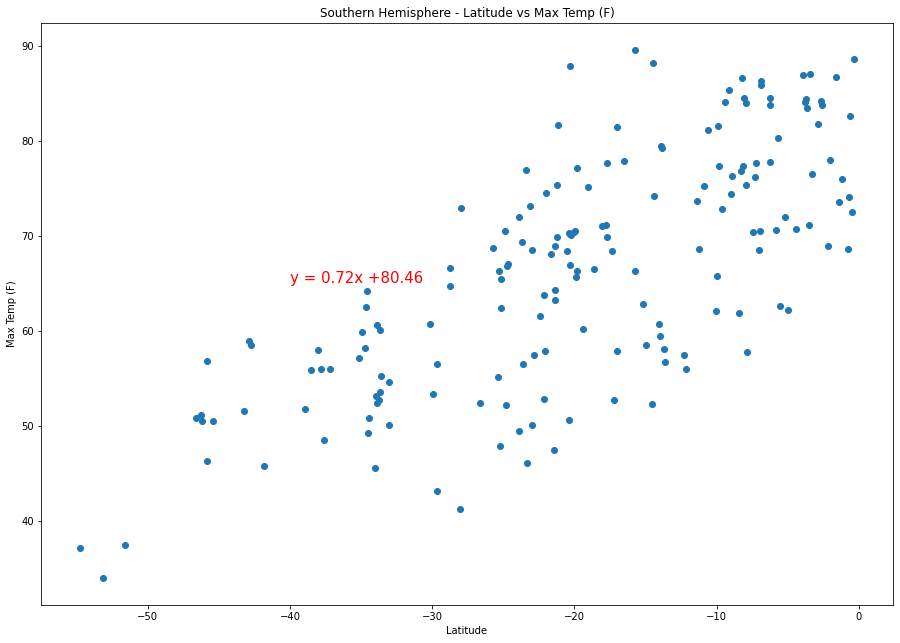 Southern Hemisphere - Latitude vs Max Temp (F)
90
80
70
y = 0.72x +80.46
Max Temp (F)
60
50
40
−50 −40 −30 −20 −10 0
Latitude